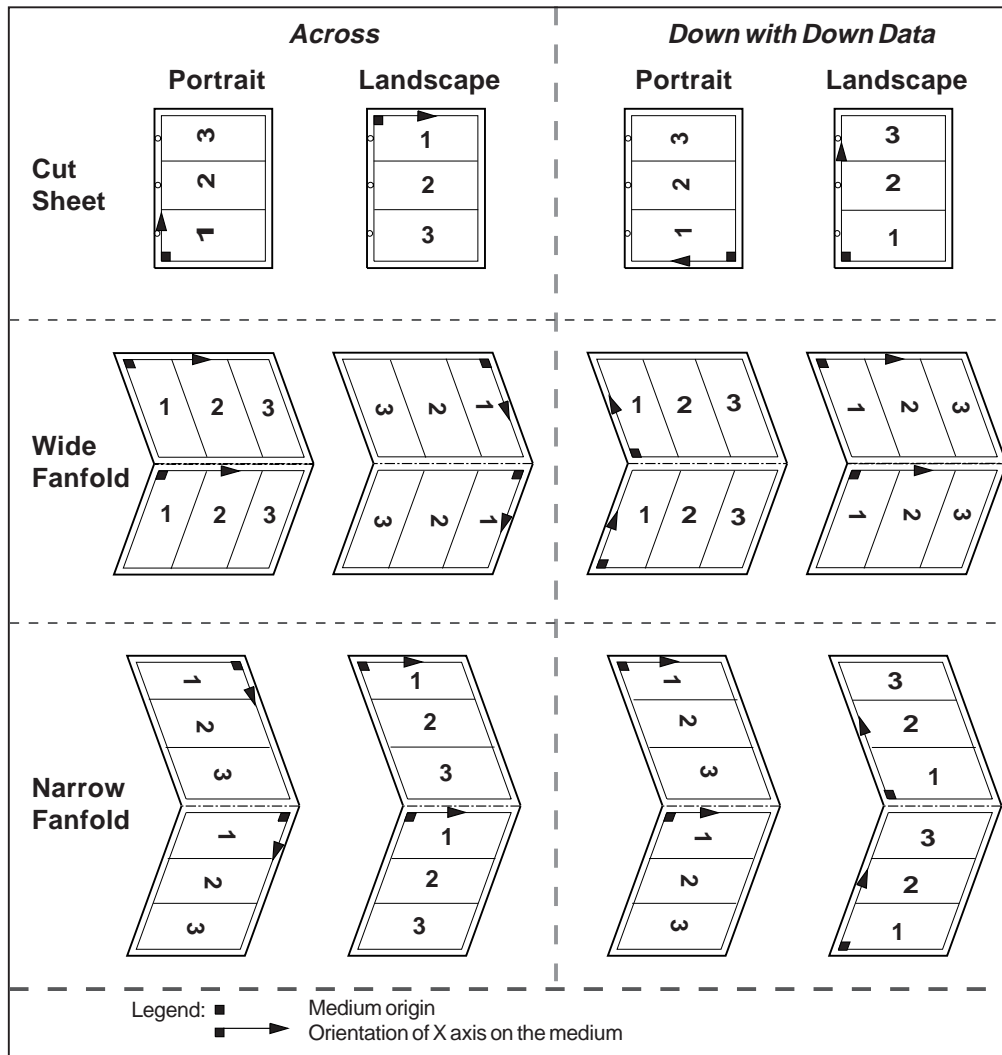 Across Down with Down Data
Portrait Landscape Portrait Landscape
Cut
Sheet
3 1 3 3
2 2 2 2
1 3 1 1
Wide
Fanfold
1 2 3 3 2 1 1 2 3 1 2 3
1 2 3 3 2 1 1 2 3 1 2 3
Narrow
Fanfold
1 1 1 3
2 2 2 2
3 3 3 1
1 1 1 3
2 2 2 2
3 3 3 1
Legend: Medium origin
Orientation of X axis on the medium